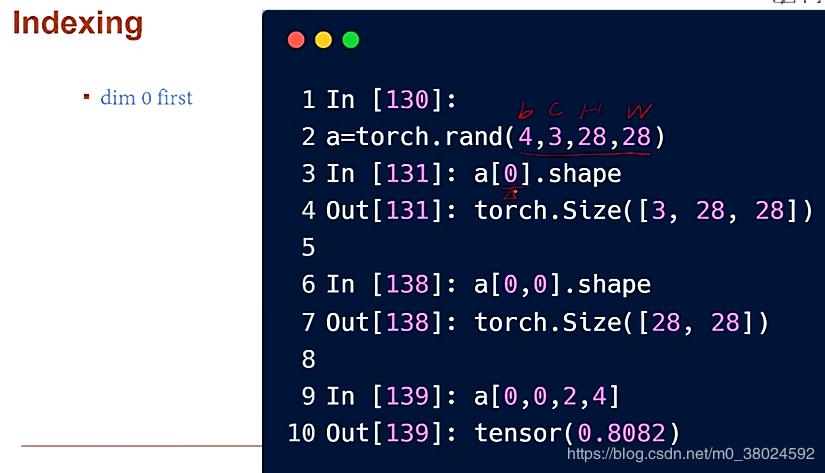 Indexing
▪ dim 0 first
1 In [130]:
b C H W
2 a=torch.rand(4,3,28,28)
3 In [131]: a[0].shape
4 Out[131]: torch.Size([3, 28, 28])
5
6 In [138]: a[0,0].shape
7 Out[138]: torch.Size([28, 28])
8
9 In [139]: a[0,0,2,4]
10 Out[139]: tensor(0.8082)
https://blog.csdn.net/m0_38024592